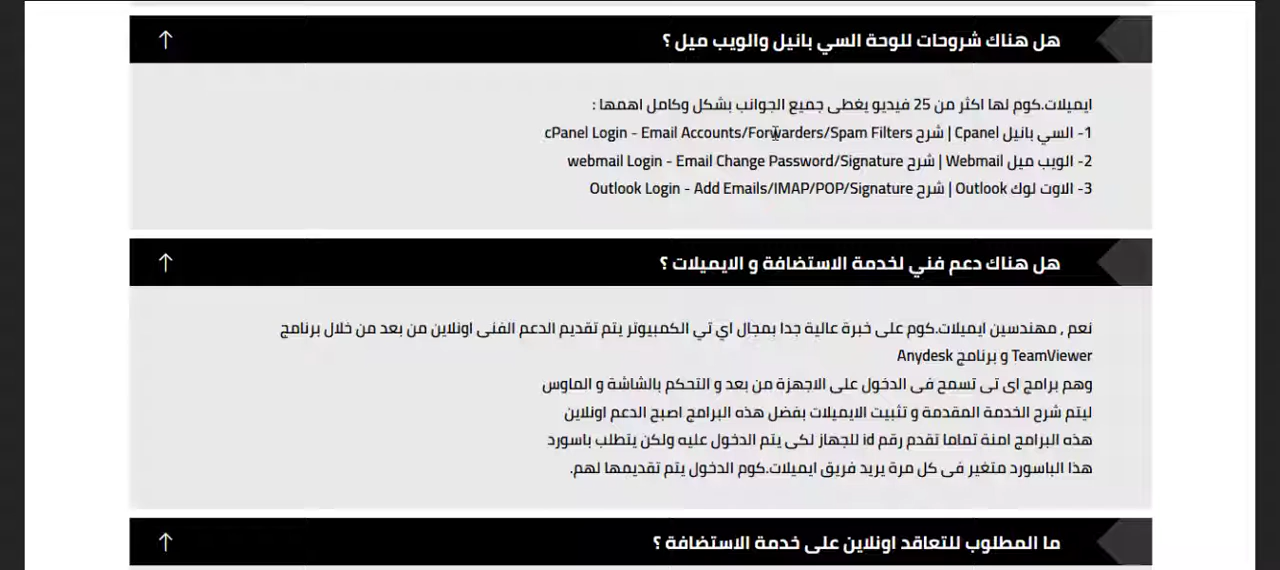 هل هناك شروحات للوحة السي بانيل والويب ميل ؟
ايميلات.كوم لها اكثر من 25 فيديو يغطى جميع الجوانب بشكل وكامل اهمها :
1- السي بانيل Cpanel | شرح cPanel Login - Email Accounts/Forwarders/Spam Filters
2- الويب ميل Webmail | شرح webmail Login - Email Change Password/Signature
3- الاوت لوك Outlook | شرح Outlook Login - Add Emails/IMAP/POP/Signature
هل هناك دعم فني لخدمة الاستضافة و الايميلات ؟
نعم , مهندسين ايميلات.كوم على خبرة عالية جدا بمجال اي تي الكمبيوتر يتم تقديم الدعم الفنى اونلاين من بعد من خلال برنامج
TeamViewer و برنامج Anydesk
وهم برامج اى تى تسمح فى الدخول على الاجهزة من بعد و التحكم بالشاشة و الماوس
ليتم شرح الخدمة المقدمة و تثبيت الايميلات بفضل هذه البرامج اصبح الدعم اونلاين
هذه البرامج امنة تماما تقدم رقم id للجهاز لكى يتم الدخول عليه ولكن يتطلب باسورد
هذا الباسورد متغير فى كل مرة يريد فريق ايميلات.كوم الدخول يتم تقديمها لهم.
ما المطلوب للتعاقد اونلاين على خدمة الاستضافة ؟